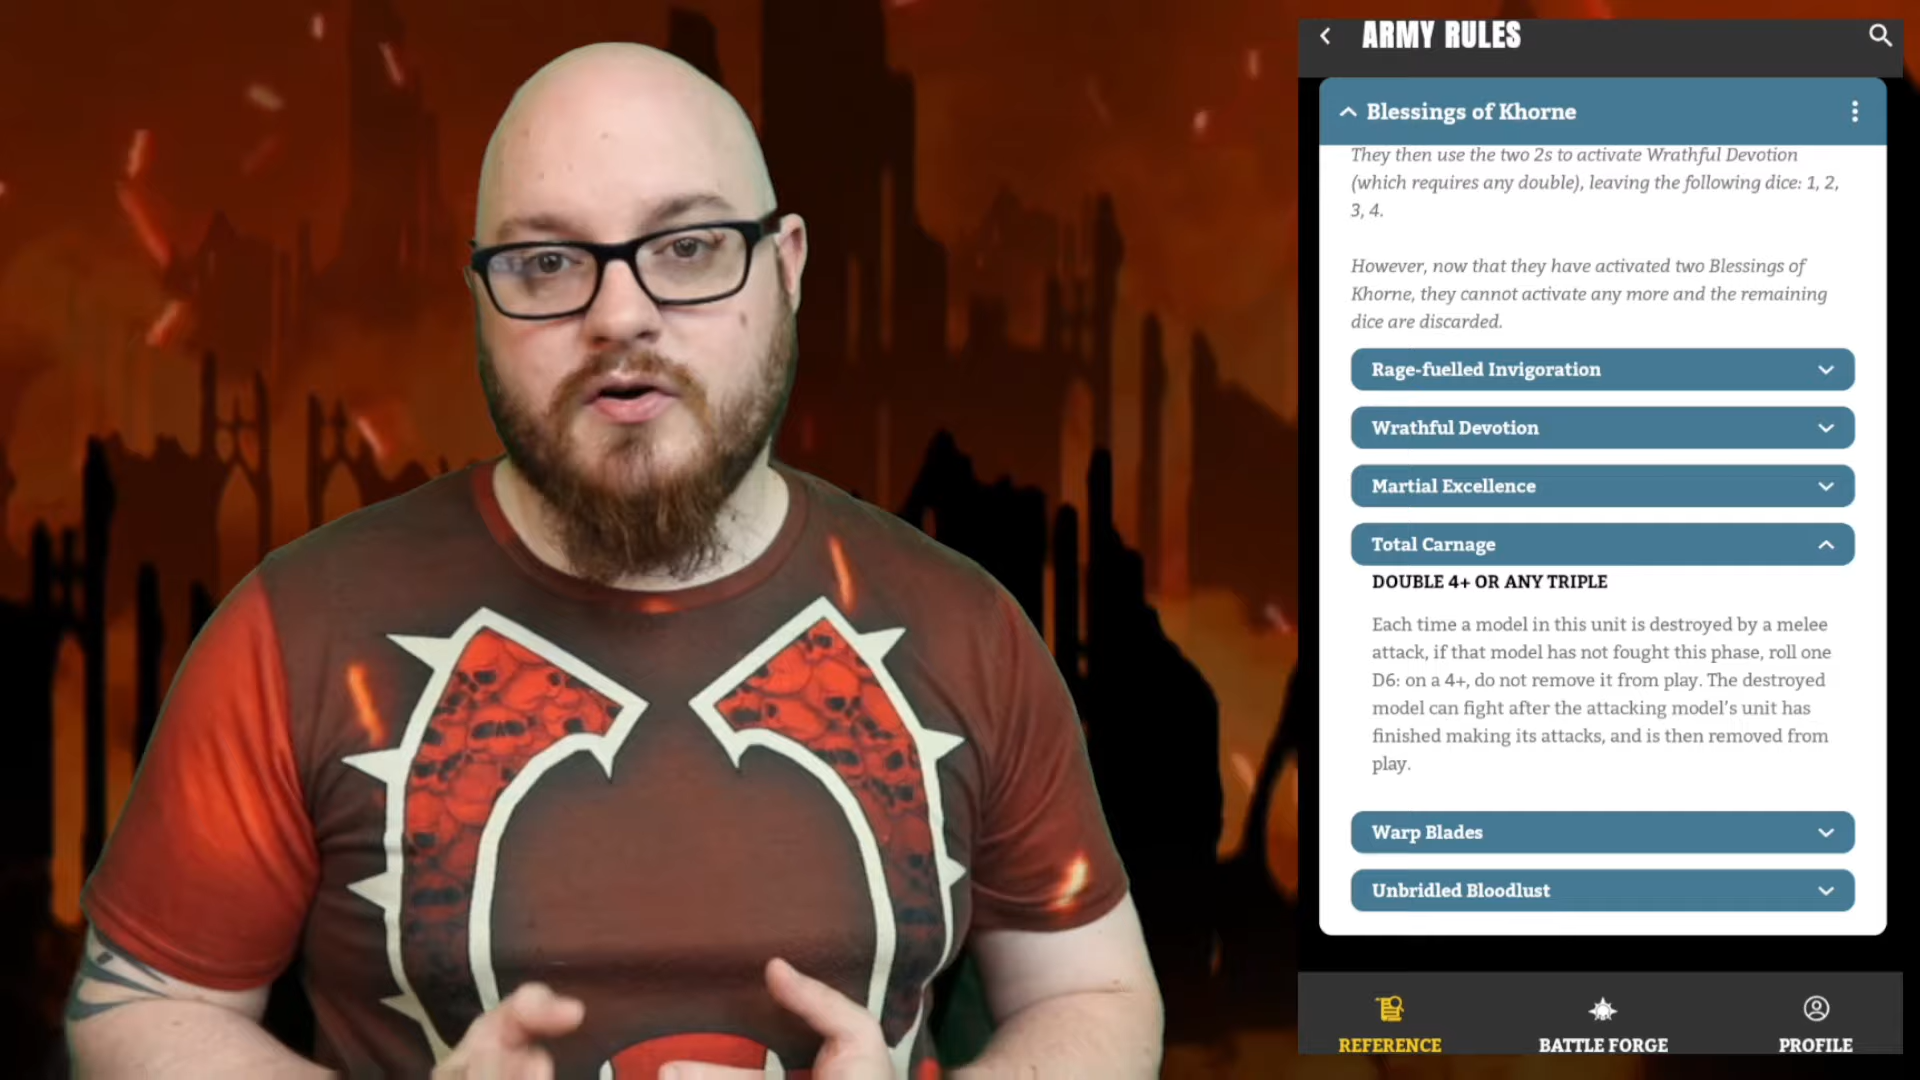 ARMY RULES
Blessings of Khorne
They then use the two 2s to activate Wrathful Devotion
(which requires any double), leaving the following dice: 1, 2,
3, 4.
However, now that they have activated two Blessings of
Khorne, they cannot activate any more and the remaining
dice are discarded.
Rage-fuelled Invigoration
Wrathful Devotion
Martial Excellence
Total Carnage
DOUBLE 4+ OR ANY TRIPLE
Each time a model in this unit is destroyed by a melee
attack, if that model has not fought this phase, roll one
D6: on a 4+, do not remove it from play. The destroyed
model can fight after the attacking model's unit has
finished making its attacks, and is then removed from
play.
Warp Blades
Unbridled Bloodlust
REFERENCE
BATTLE FORGE
PROFILE